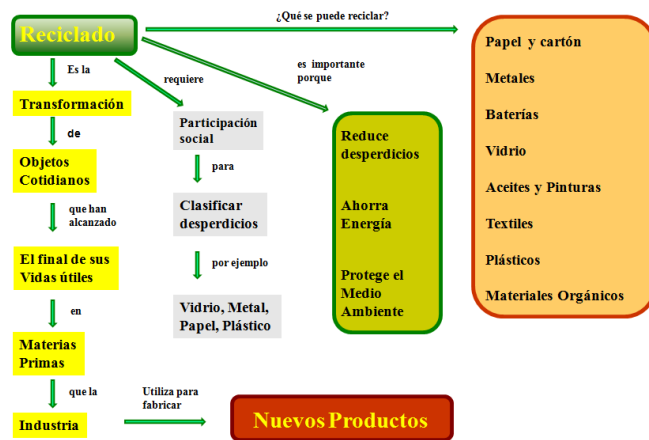 Reciclado
¿Qué se puede reciclar?
Es la
requiere
es importante
porque
Transformación
de
Objetos
Cotidianos
que han
alcanzado
El final de sus
Vidas útiles
en
Materias
Primas
que la
Industria
Utiliza para
fabricar
Nuevos Productos
Participación
social
para
Clasificar
desperdicios
por ejemplo
Vidrio, Metal,
Papel, Plástico
Reduce
desperdicios
Ahorra
Energía
Protege el
Medio
Ambiente
Papel y cartón
Metales
Baterías
Vidrio
Aceites y Pinturas
Textiles
Plásticos
Materiales Orgánicos